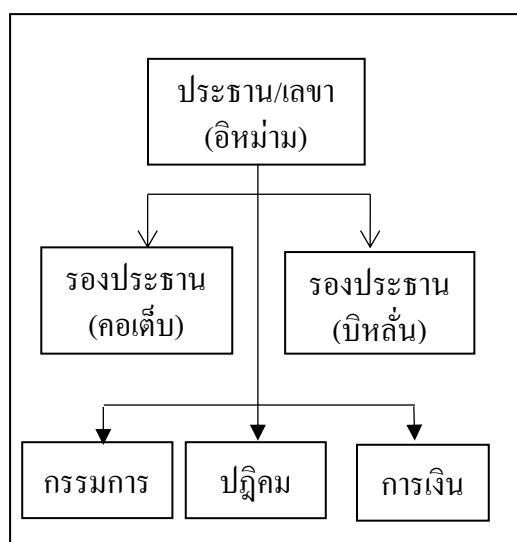 ประธาน/เลขา
(อิหม่าม)
รองประธาน
(คอเต็บ)
รองประธาน
(บิหลั่น)
กรรมการ
ปฎิคม
การเงิน